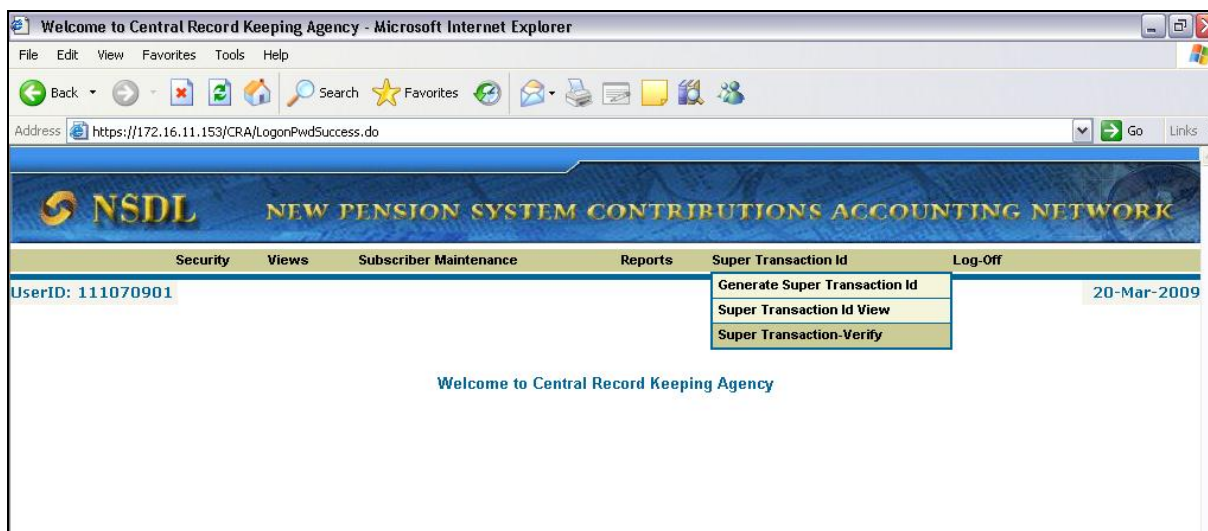 Welcome to Central Record Keeping Agency - Microsoft Internet Explorer
File Edit View Favorites Tools Help
Back Search Favorites
Address https://172.16.11.153/CRA/LogonPwdSuccess.do Go Links
NSDL NEW PENSION SYSTEM CONTRIBUTIONS ACCOUNTING NETWORK
Security Views Subscriber Maintenance Reports Super Transaction Id Log-Off
UserID: 111070901 20-Mar-2009
Generate Super Transaction Id
Super Transaction Id View
Super Transaction-Verify
Welcome to Central Record Keeping Agency